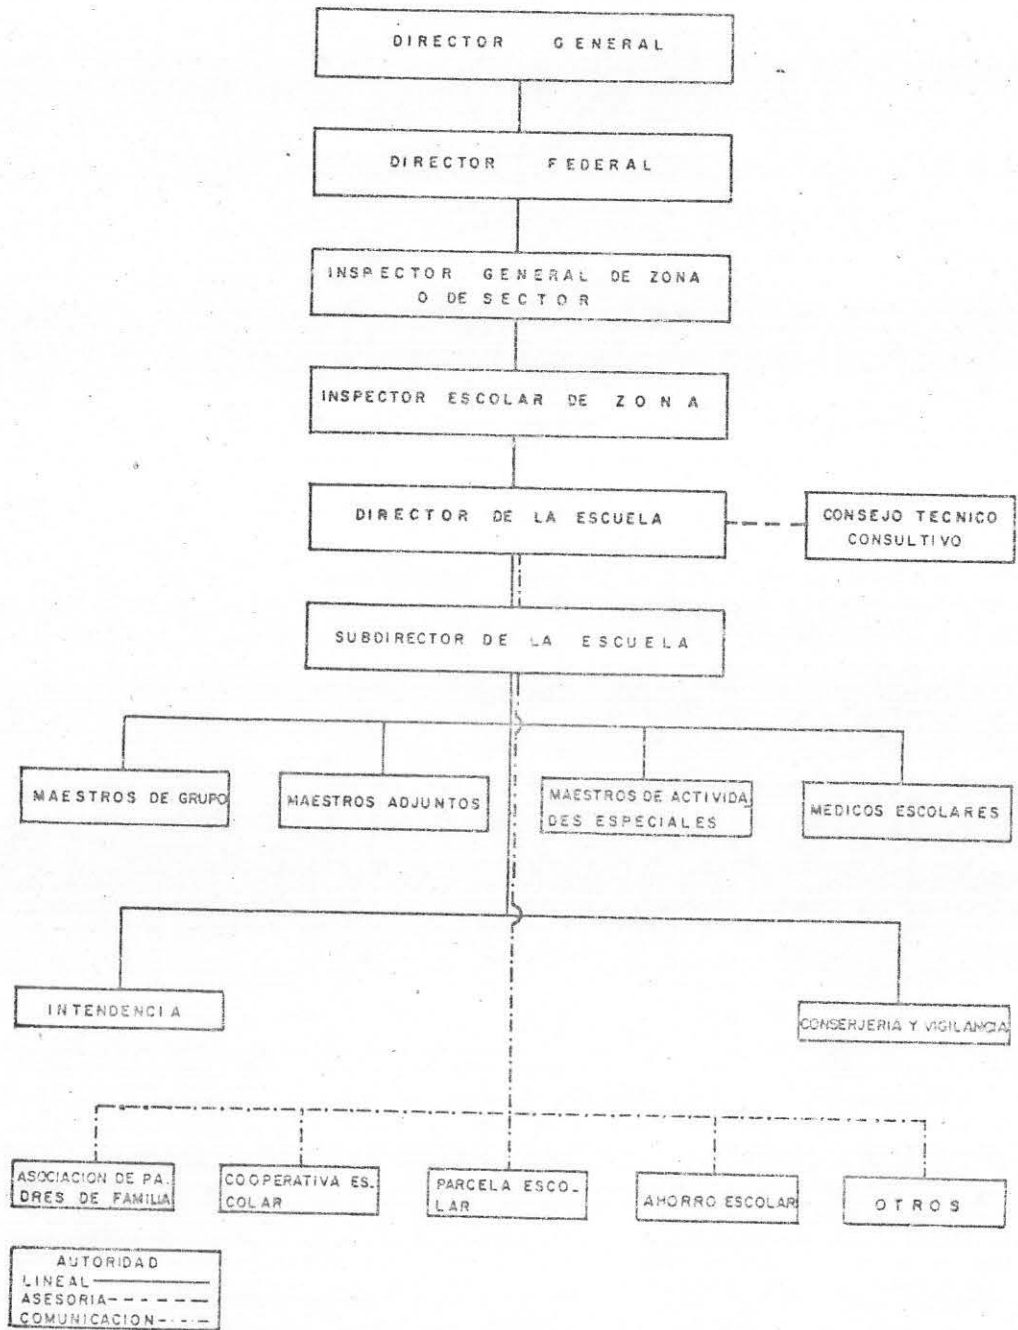 DIRECTOR GENERAL
DIRECTOR FEDERAL
INSPECTOR GENERAL DE ZONA
O DE SECTOR
INSPECTOR ESCOLAR DE ZONA
DIRECTOR DE LA ESCUELA
CONSEJO TECNICO
CONSULTIVO
SUBDIRECTOR DE LA ESCUELA
MAESTROS DE GRUPO
MAESTROS ADJUNTOS
MAESTROS DE ACTIVIDA
DES ESPECIALES
MEDICOS ESCOLARES
INTENDENCIA
CONSERJERIA Y VIGILANCIA
ASOCIACION DE PA-
DRES DE FAMILIA
COOPERATIVA ES-
COLAR
PARCELA ESCO-
LAR
AHORRO ESCOLAR
OTROS
AUTORIDAD
LINEAL
ASESORIA
COMUNICACION